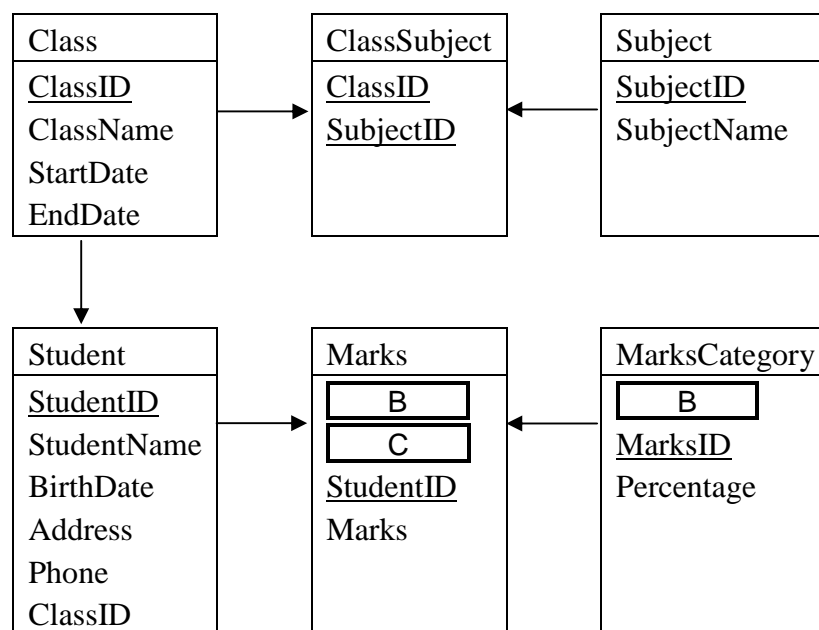 Class
ClassID
ClassName
StartDate
EndDate
ClassSubject
ClassID
SubjectID
Subject
SubjectID
SubjectName
Student
StudentID
StudentName
BirthDate
Address
Phone
ClassID
Marks
B
C
StudentID
Marks
MarksCategory
B
MarksID
Percentage